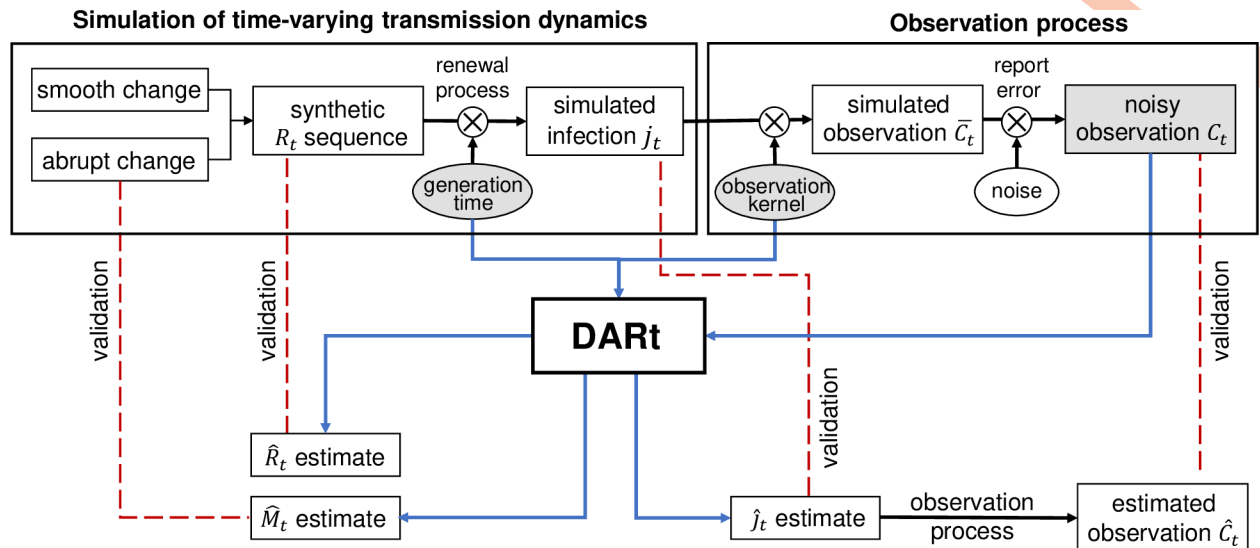 Simulation of time-varying transmission dynamics
Observation process
smooth change
abrupt change
synthetic
R_t sequence
renewal
process
generation
time
simulated
infection j_t
observation
kernel
simulated
observation C̅_t
report
error
noise
noisy
observation C_t
validation
validation
validation
validation
DARt
R̂_t estimate
M̂_t estimate
ĵ_t estimate
observation
process
estimated
observation Ĉ_t